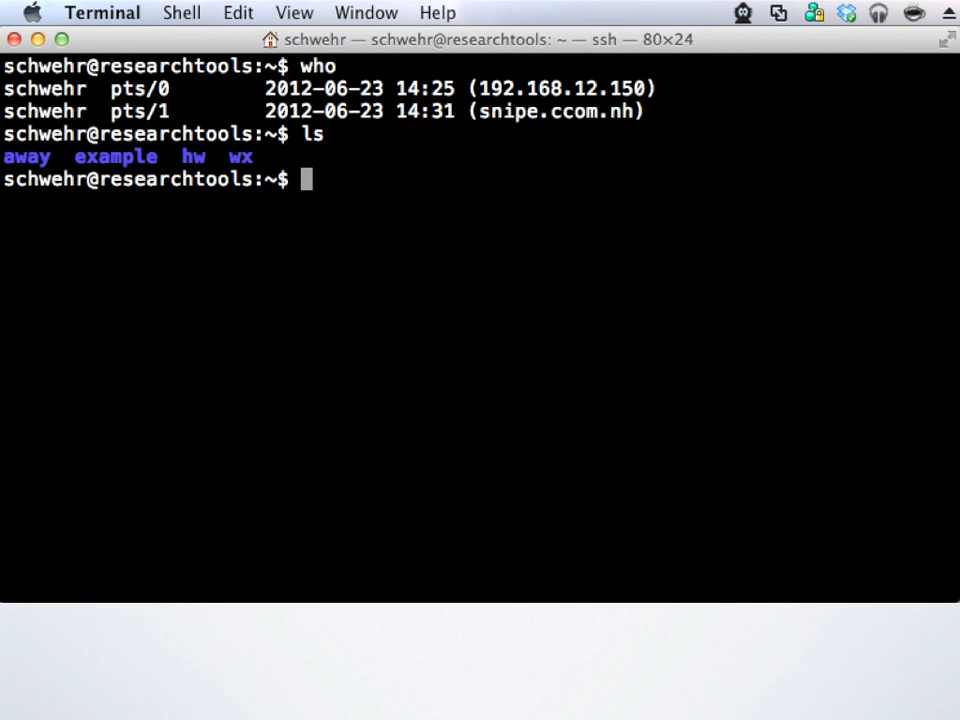 Terminal Shell Edit View Window Help
schwehr — schwehr@researchtools: ~ — ssh — 80×24
schwehr@researchtools:~$ who
schwehr  pts/0        2012-06-23 14:25 (192.168.12.150)
schwehr  pts/1        2012-06-23 14:31 (snipe.ccom.nh)
schwehr@researchtools:~$ ls
away  example  hw  wx
schwehr@researchtools:~$